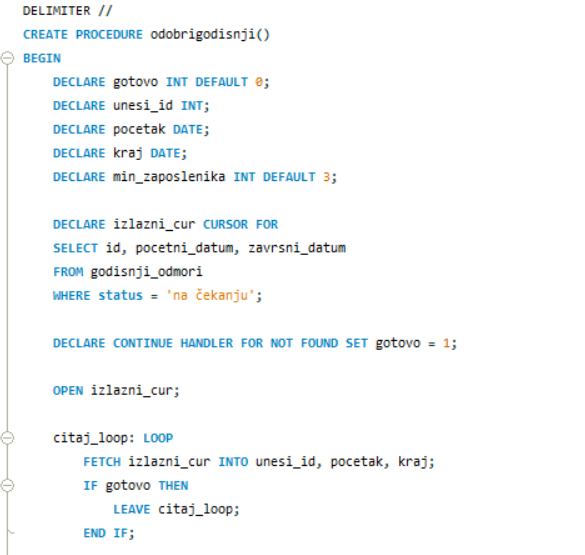 DELIMITER //
CREATE PROCEDURE odobrigodisnji()
BEGIN
DECLARE gotovo INT DEFAULT 0;
DECLARE unesi_id INT;
DECLARE pocetak DATE;
DECLARE kraj DATE;
DECLARE min_zaposlenika INT DEFAULT 3;
DECLARE izlazni_cur CURSOR FOR
SELECT id, pocetni_datum, zavrsni_datum
FROM godisnji_odmori
WHERE status = 'na čekanju';
DECLARE CONTINUE HANDLER FOR NOT FOUND SET gotovo = 1;
OPEN izlazni_cur;
citaj_loop: LOOP
FETCH izlazni_cur INTO unesi_id, pocetak, kraj;
IF gotovo THEN
LEAVE citaj_loop;
END IF;